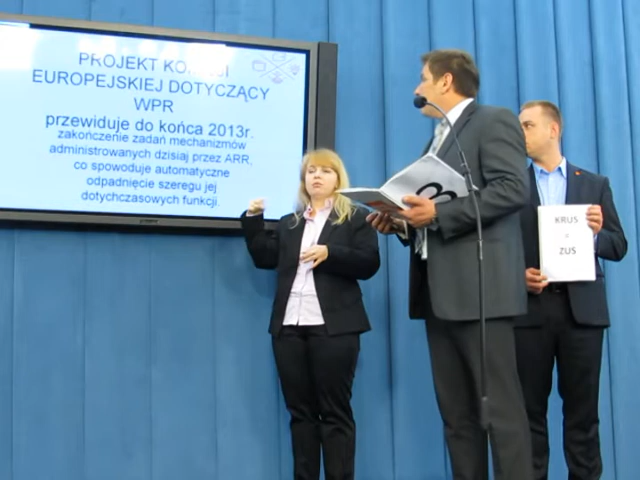 PROJEKT
EUROPEJSKIEJ DOTYCZĄCY
WPR
przewiduje do końca 2013r.
zakończenie zadań mechanizmów
administrowanych dzisiaj przez ARR,
co spowoduje automatyczne
odpadnięcie szeregu jej
dotychczasowych funkcji.
3
KRUS
a
ZUS